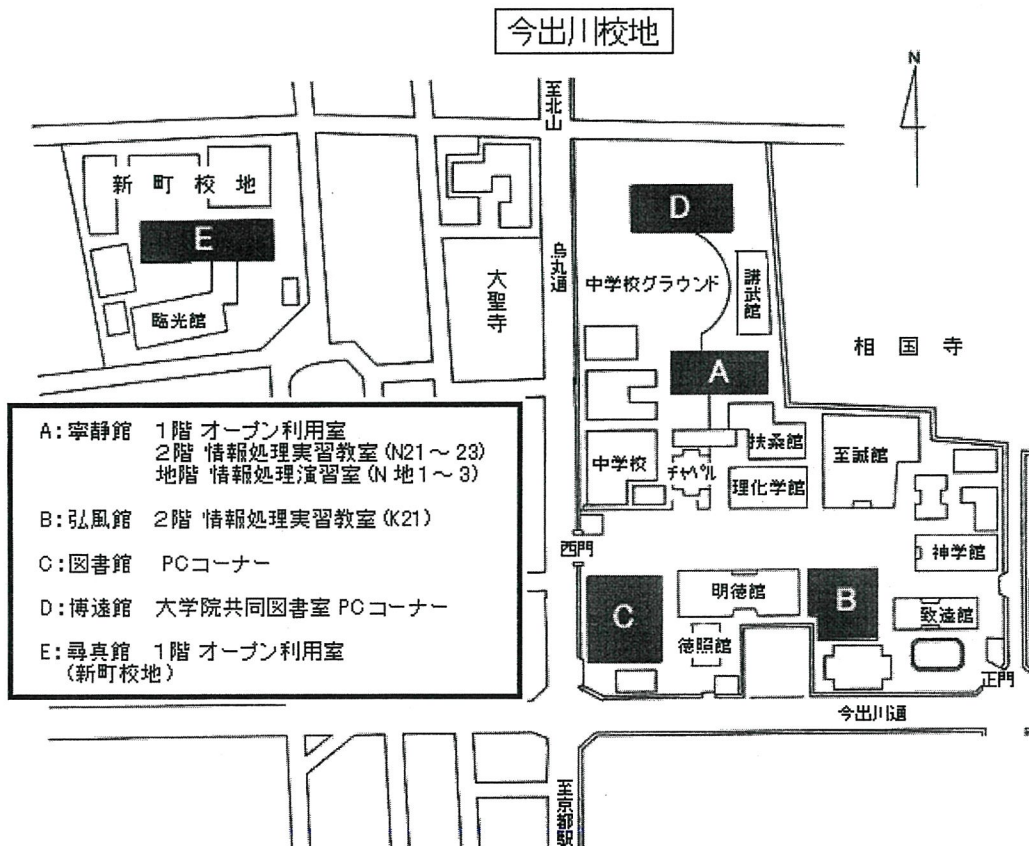 今出川校地
N
至北山
新町校地
D
E
烏丸通
中学校グラウンド
講武館
大聖寺
臨光館
相国寺
A
A:寧静館 1階 オープン利用室
2階 情報処理実習教室(N21～23)
地階 情報処理演習室(N地1～3)
B:弘風館 2階 情報処理実習教室(K21)
C:図書館 PCコーナー
D:博遠館 大学院共同図書室 PCコーナー
E:尋真館 1階 オープン利用室
(新町校地)
扶桑館
至誠館
中学校
チャペル
理化学館
西門
神学館
明徳館
B
C
致遠館
徳照館
正門
今出川通
至京都駅